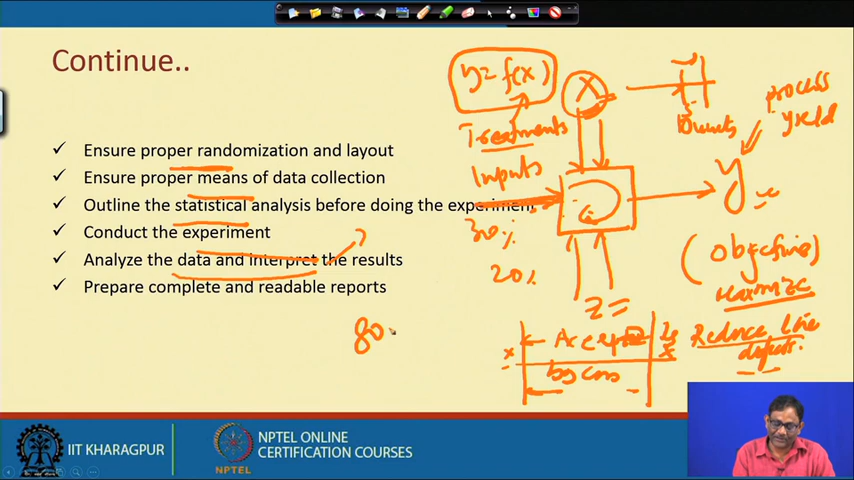 Continue..
Ensure proper randomization and layout
Ensure proper means of data collection
Outline the statistical analysis before doing the experiment
Conduct the experiment
Analyze the data and interpret the results
Prepare complete and readable reports
80
y=f(x)
X
Treatments
Inputs
30%
20%
Z
process
yield
y
(Objective)
Maximize
Reduce line
defects.
x
x
IIT KHARAGPUR
NPTEL
NPTEL ONLINE
CERTIFICATION COURSES